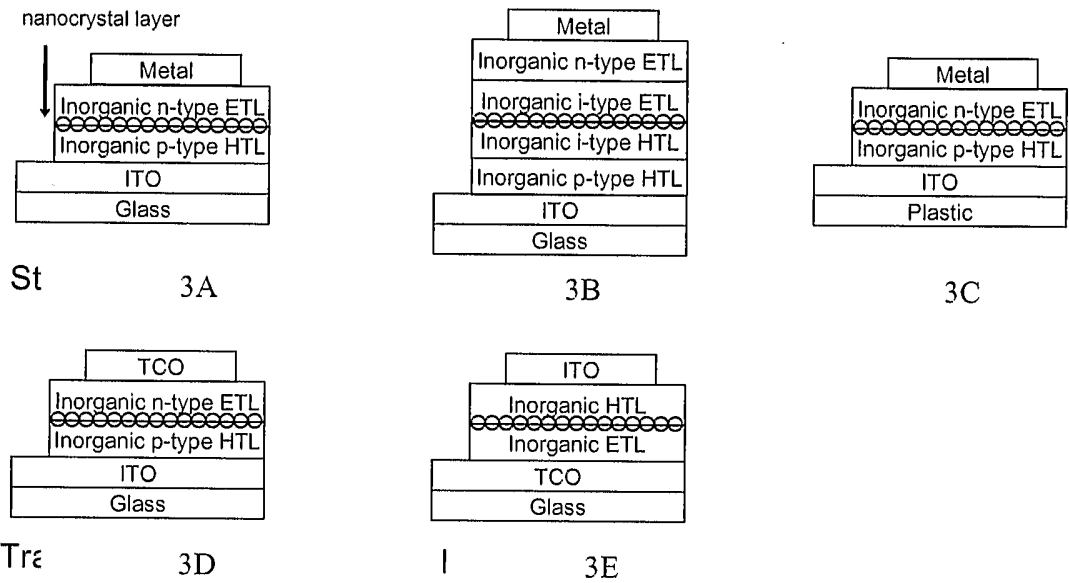 nanocrystal layer
Metal
Inorganic n-type ETL
Inorganic p-type HTL
ITO
Glass
St
3A
Metal
Inorganic n-type ETL
Inorganic i-type ETL
Inorganic i-type HTL
Inorganic p-type HTL
ITO
Glass
3B
Metal
Inorganic n-type ETL
Inorganic p-type HTL
ITO
Plastic
3C
TCO
Inorganic n-type ETL
Inorganic p-type HTL
ITO
Glass
3D
ITO
Inorganic HTL
Inorganic ETL
TCO
Glass
3E